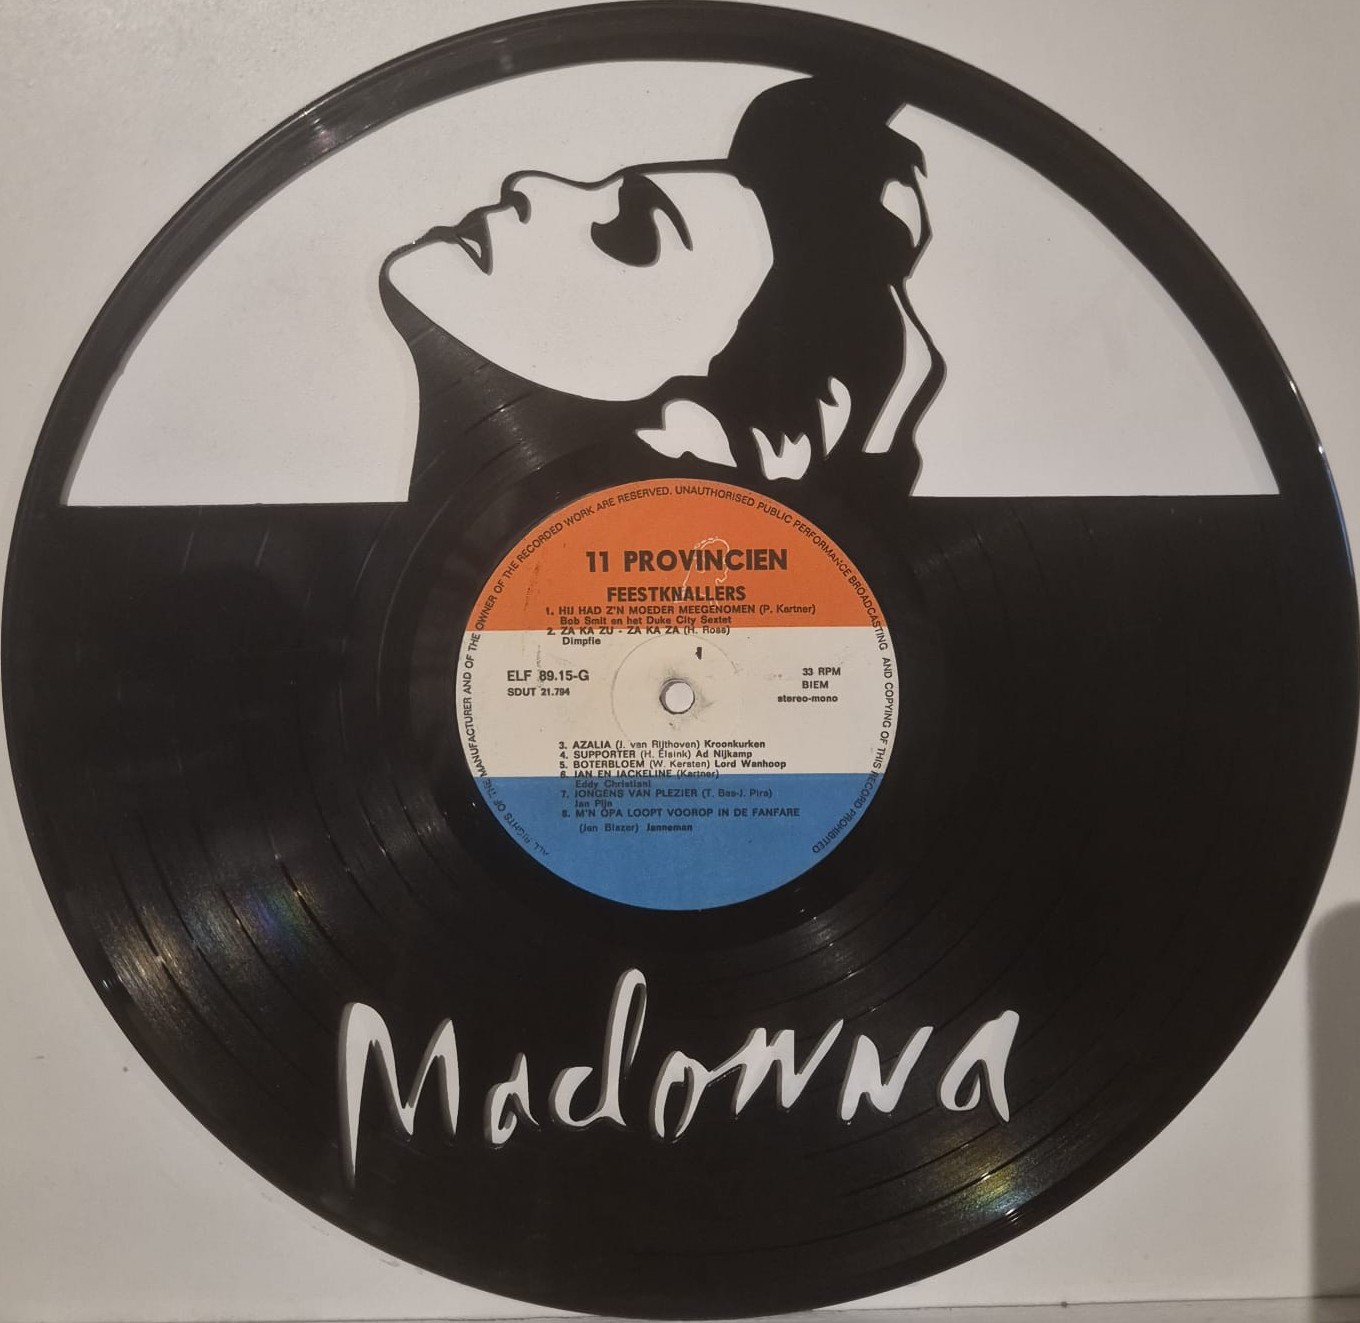 ALL RIGHTS OF THE MANUFACTURER AND OF THE OWNER OF THE RECORDED WORK ARE RESERVED. UNAUTHORISED PUBLIC PERFORMANCE BROADCASTING AND COPYING OF THIS RECORD PROHIBITED
11 PROVINCIEN
FEESTKNALLERS
1. HIJ HAD Z'N MOEDER MEEGENOMEN (P. Kartner)
Bob Smit en het Duke City Sextet
2. ZA KA ZU - ZA KA ZA (H. Ross)
Dimpfie
ELF 89.15-G
SDUT 21.794
33 RPM
BIEM
stereo-mono
3. AZALIA (J. van Rijthoven) Kroonkurken
4. SUPPORTER (H. Elsink) Ad Nijkamp
5. BOTERBLOEM (W. Kersten) Lord Wanhoop
6. JAN EN JACKELINE (Kartner)
Eddy Christiani
7. JONGENS VAN PLEZIER (T. Bas-J. Pira)
Jan Pijo
8. M'N OPA LOOPT VOOROP IN DE FANFARE
(Jan Blazer) Janneman
Madonna